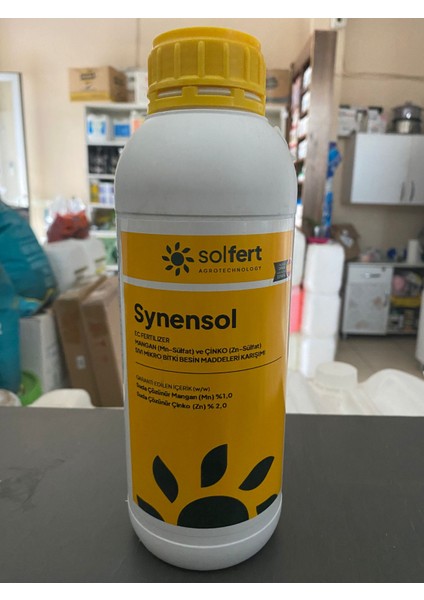 solfert
AGROTECHNOLOGY
Synensol
EC FERTILIZER
MANGAN (Mn-Sülfat) ve ÇİNKO (Zn-Sülfat)
SIVI MİKRO BİTKİ BESİN MADDELERİ KARIŞIMI
GARANTİ EDİLEN İÇERİK (w/w)
Suda Çözünür Mangan (Mn) %1,0
Suda Çözünür Çinko (Zn) % 2,0